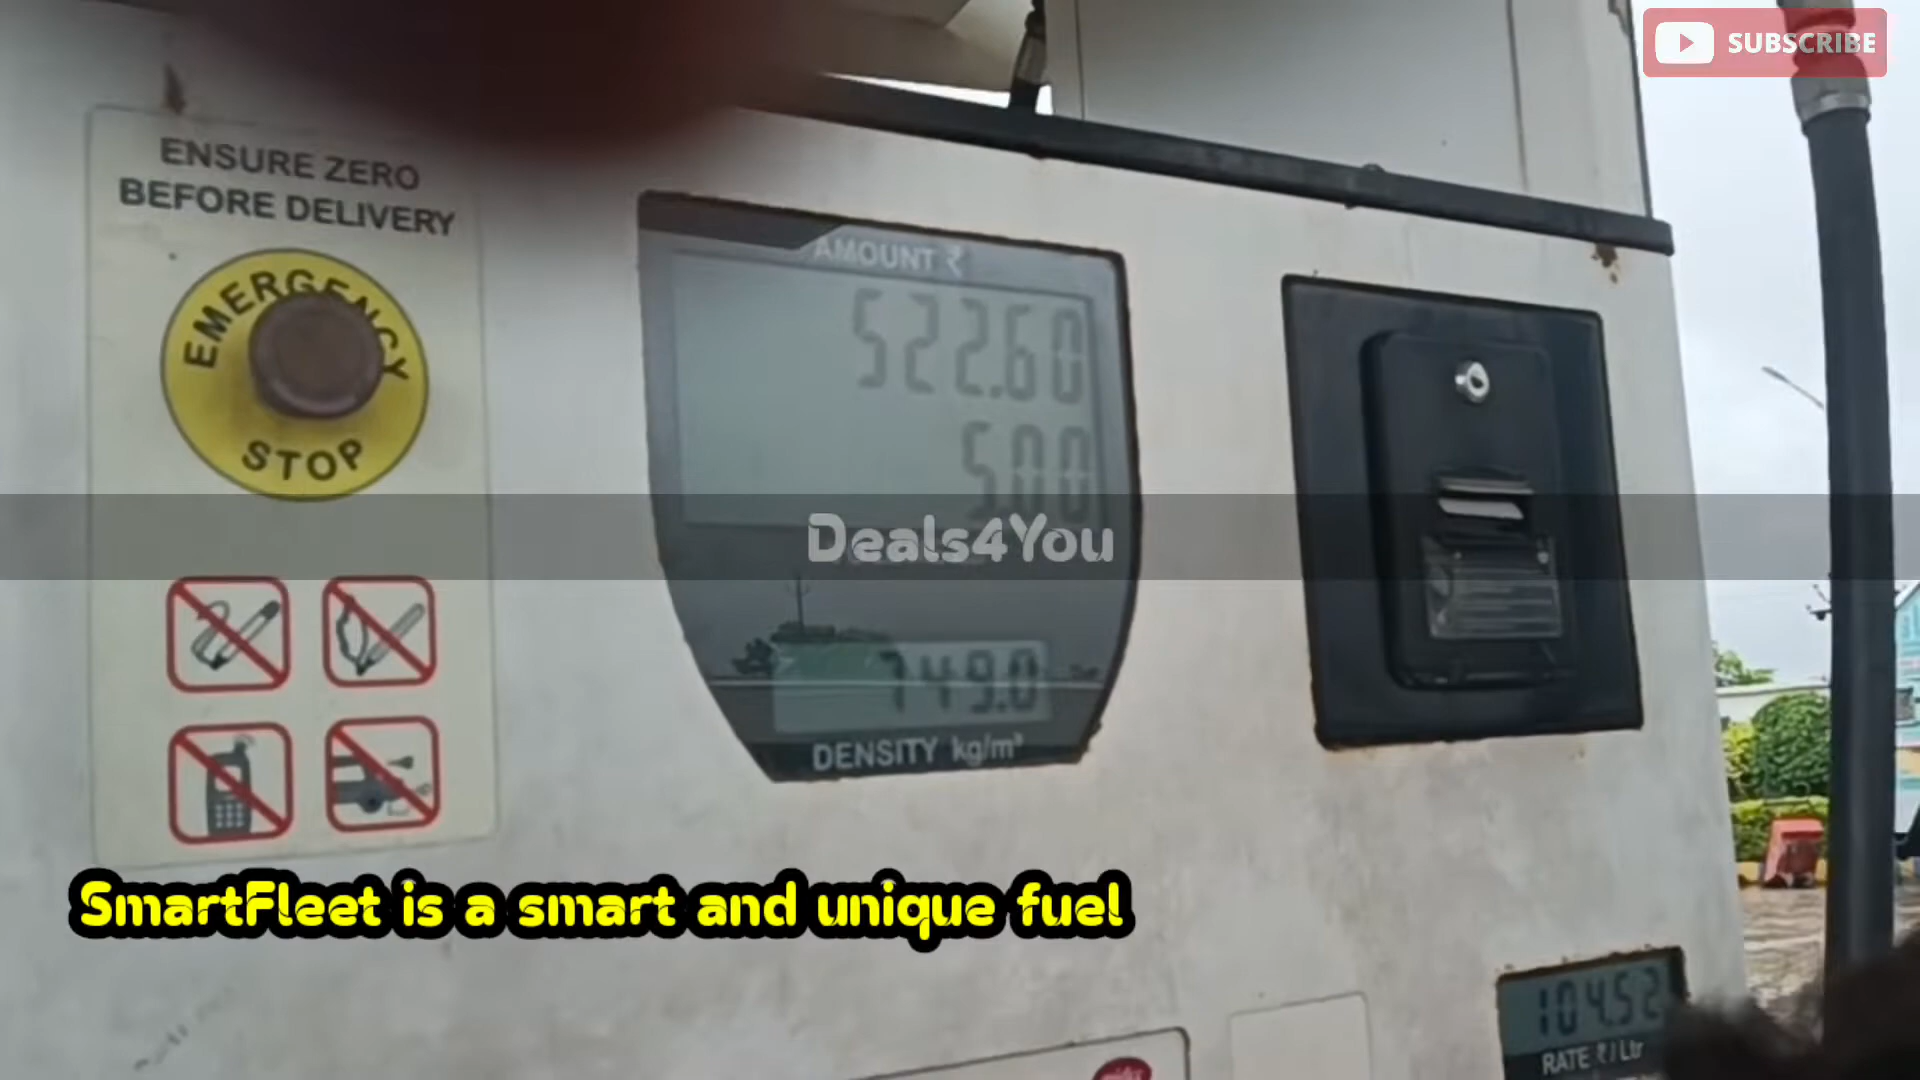 SUBSCRIBE
ENSURE ZERO
BEFORE DELIVERY
EMERGENCY
STOP
AMOUNT ₹
522.60
5.00
Deals4You
749.0
DENSITY kg/m³
SmartFleet is a smart and unique fuel
104.52
RATE ₹/Ltr